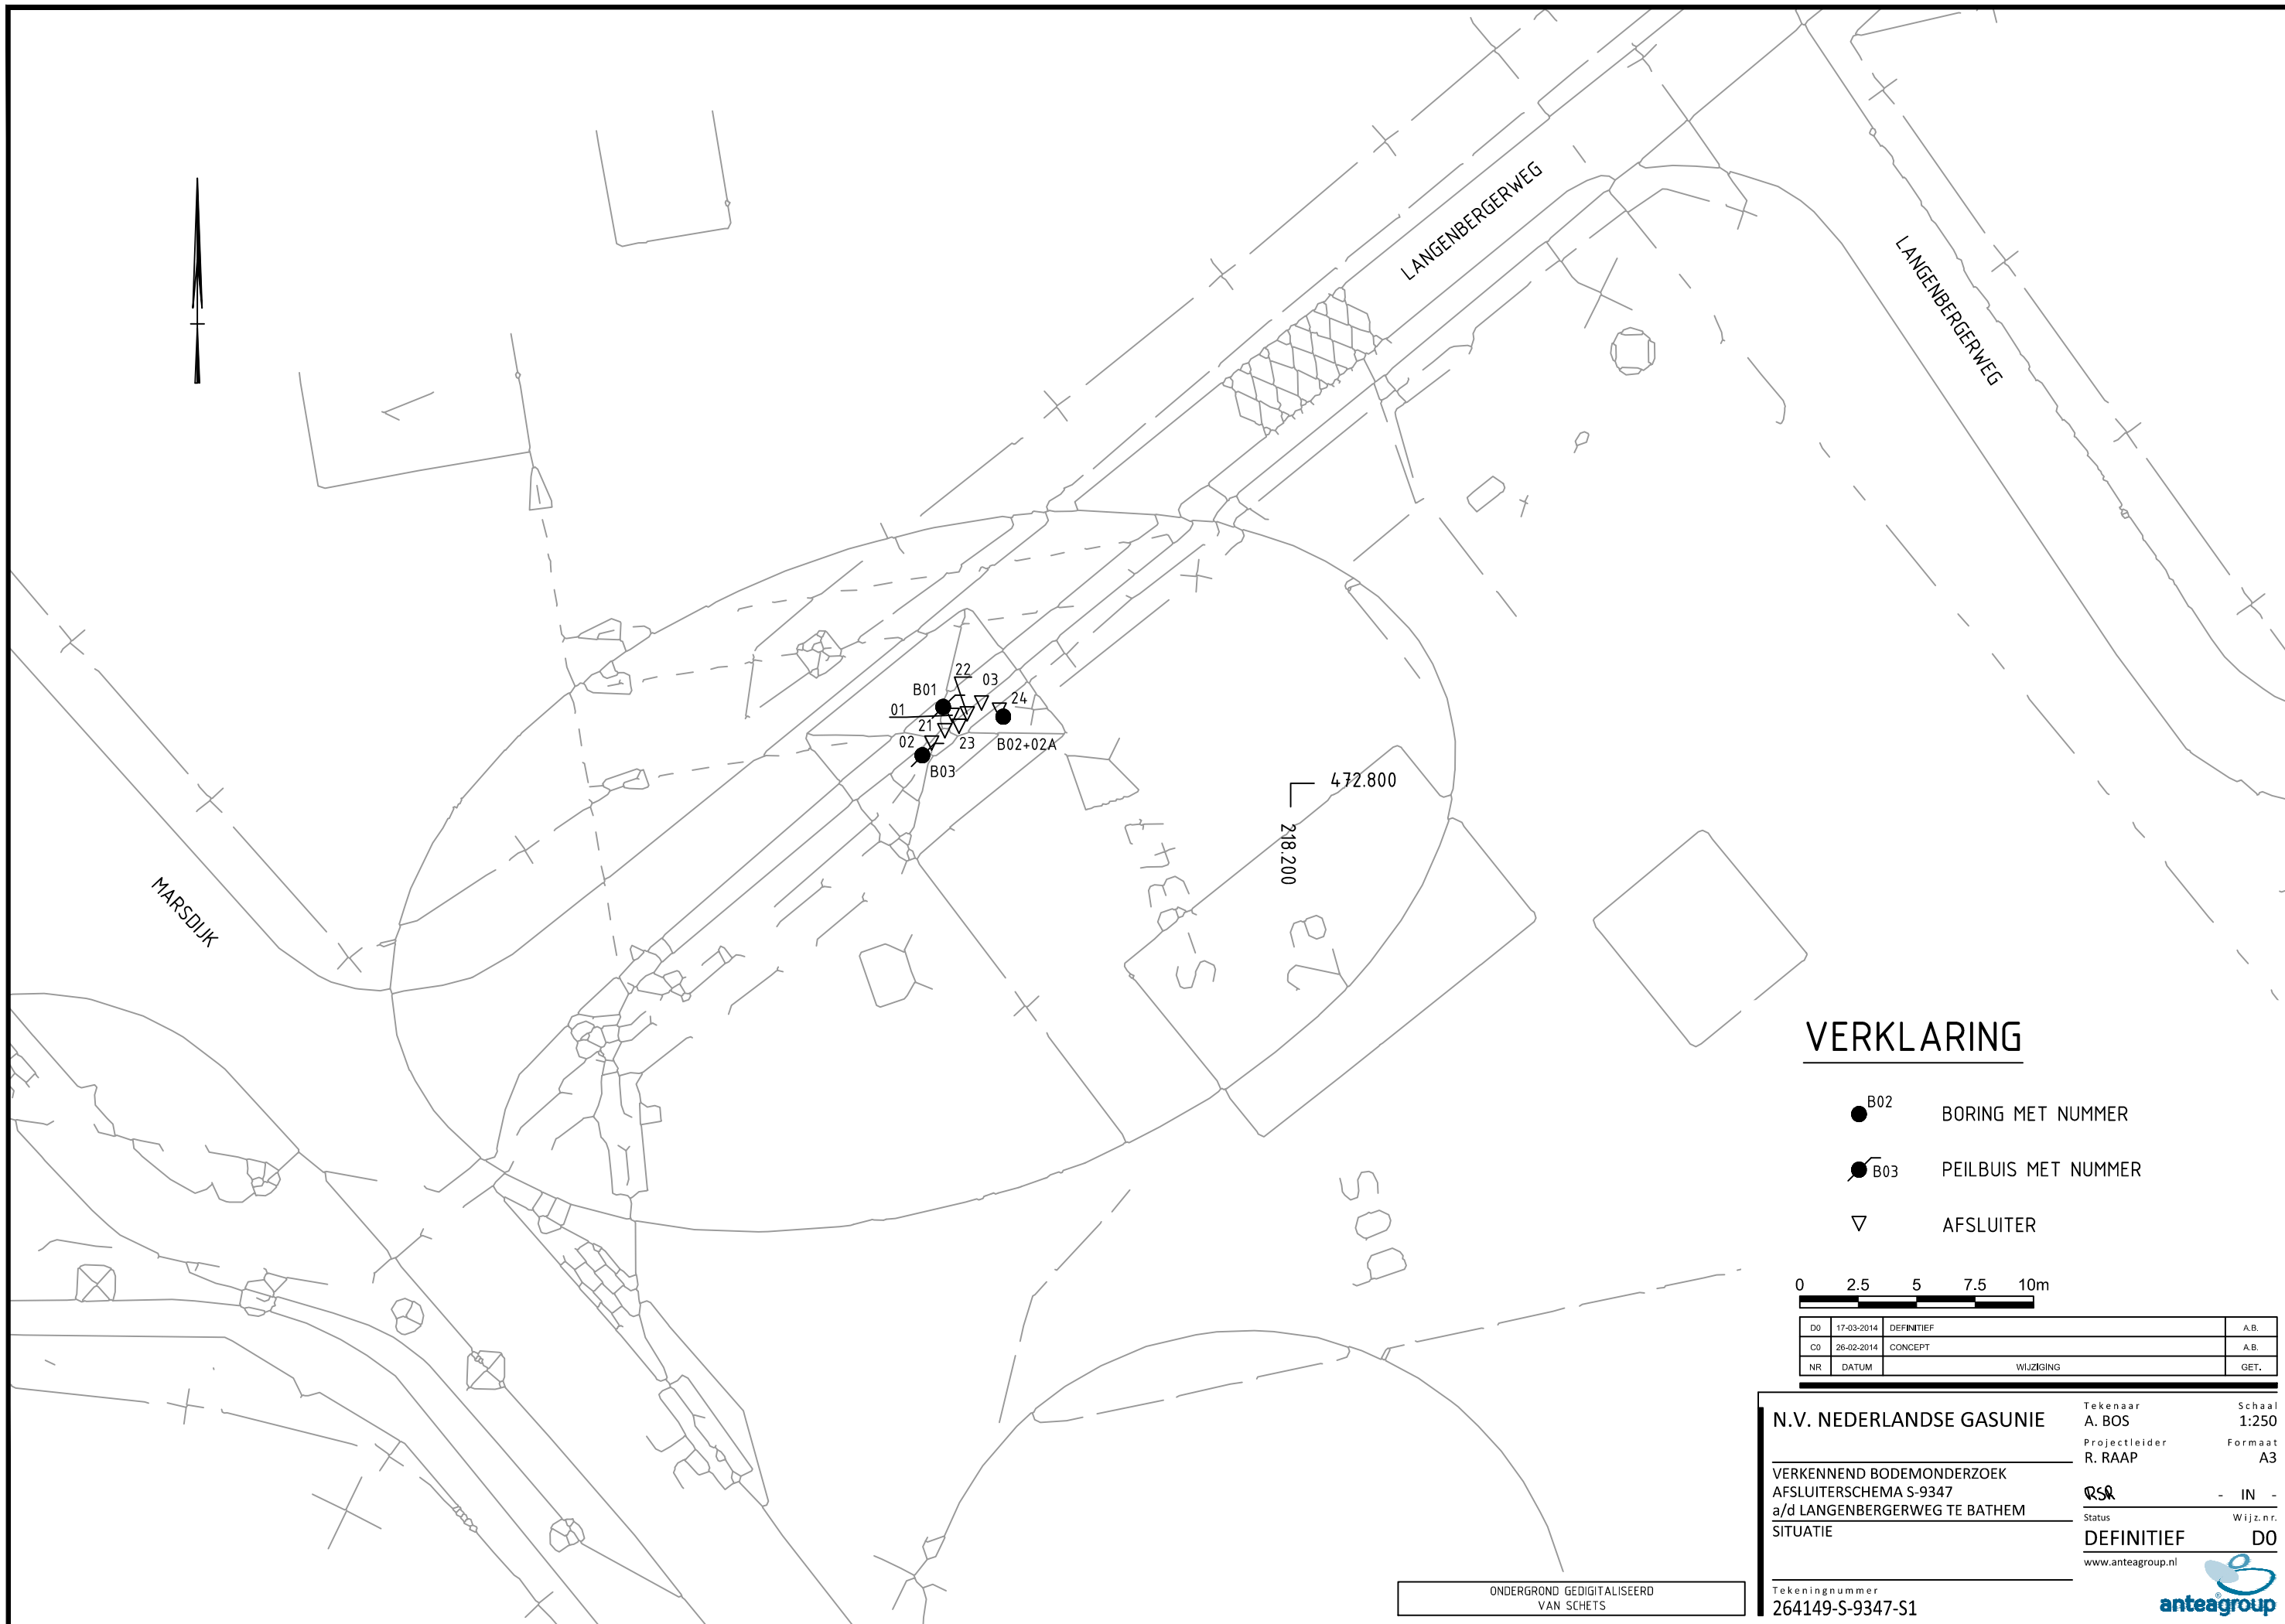 LANGENBERGERWEG
LANGENBERGERWEG
MARSDIJK
22
03
B01
24
01
21
02
23
B02+02A
B03
472.800
218.200
VERKLARING
B02
BORING MET NUMMER
B03
PEILBUIS MET NUMMER
AFSLUITER
0 2.5 5 7.5 10m
D0 17-03-2014 DEFINITIEF A.B.
C0 26-02-2014 CONCEPT A.B.
NR DATUM WIJZIGING GET.
N.V. NEDERLANDSE GASUNIE
Tekenaar
A. BOS
Schaal
1:250
Projectleider
R. RAAP
Formaat
A3
VERKENNEND BODEMONDERZOEK
AFSLUITERSCHEMA S-9347
a/d LANGENBERGERWEG TE BATHEM
RSR
- IN -
SITUATIE
Status
DEFINITIEF
Wijz.nr.
D0
www.anteagroup.nl
Tekeningnummer
264149-S-9347-S1
anteagroup
ONDERGROND GEDIGITALISEERD
VAN SCHETS